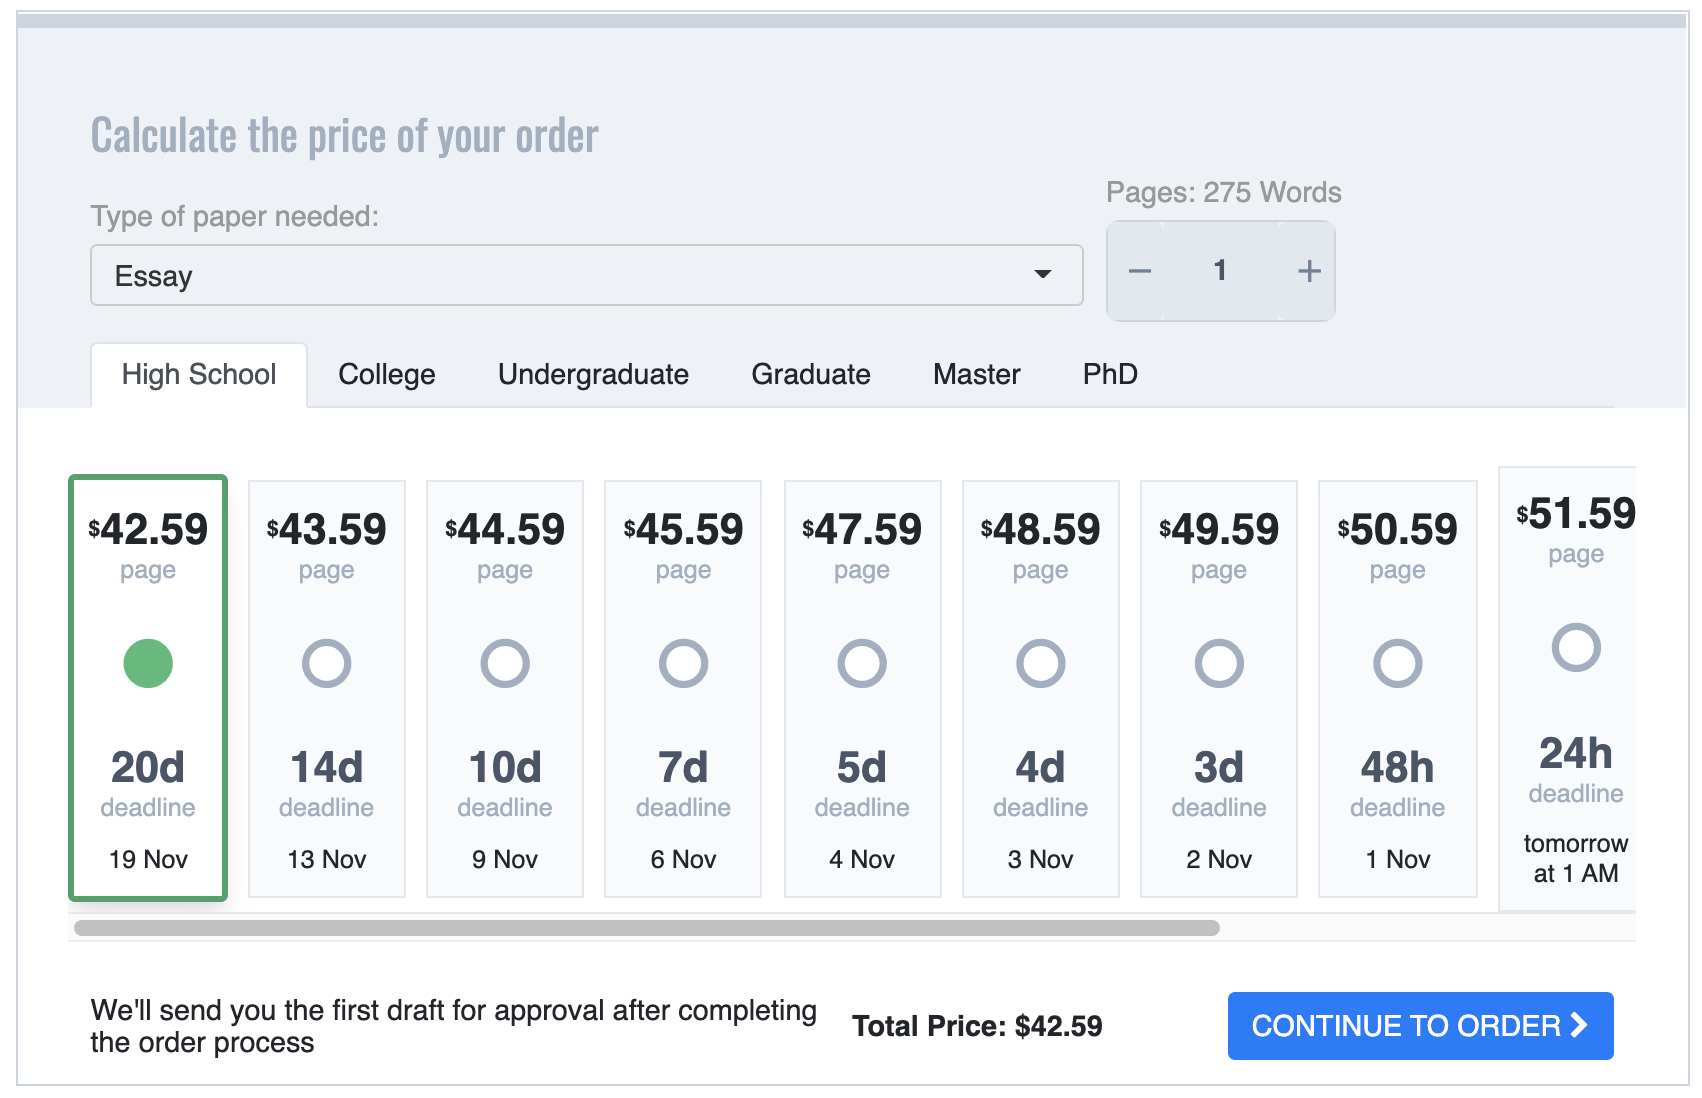 Calculate the price of your order
Pages: 275 Words
Type of paper needed:
Essay
− 1 +
High School College Undergraduate Graduate Master PhD
$42.59 $43.59 $44.59 $45.59 $47.59 $48.59 $49.59 $50.59 $51.59
page page page page page page page page page
20d 14d 10d 7d 5d 4d 3d 48h 24h
deadline deadline deadline deadline deadline deadline deadline deadline deadline
19 Nov 13 Nov 9 Nov 6 Nov 4 Nov 3 Nov 2 Nov 1 Nov tomorrow
at 1 AM
We'll send you the first draft for approval after completing
the order process
Total Price: $42.59
CONTINUE TO ORDER